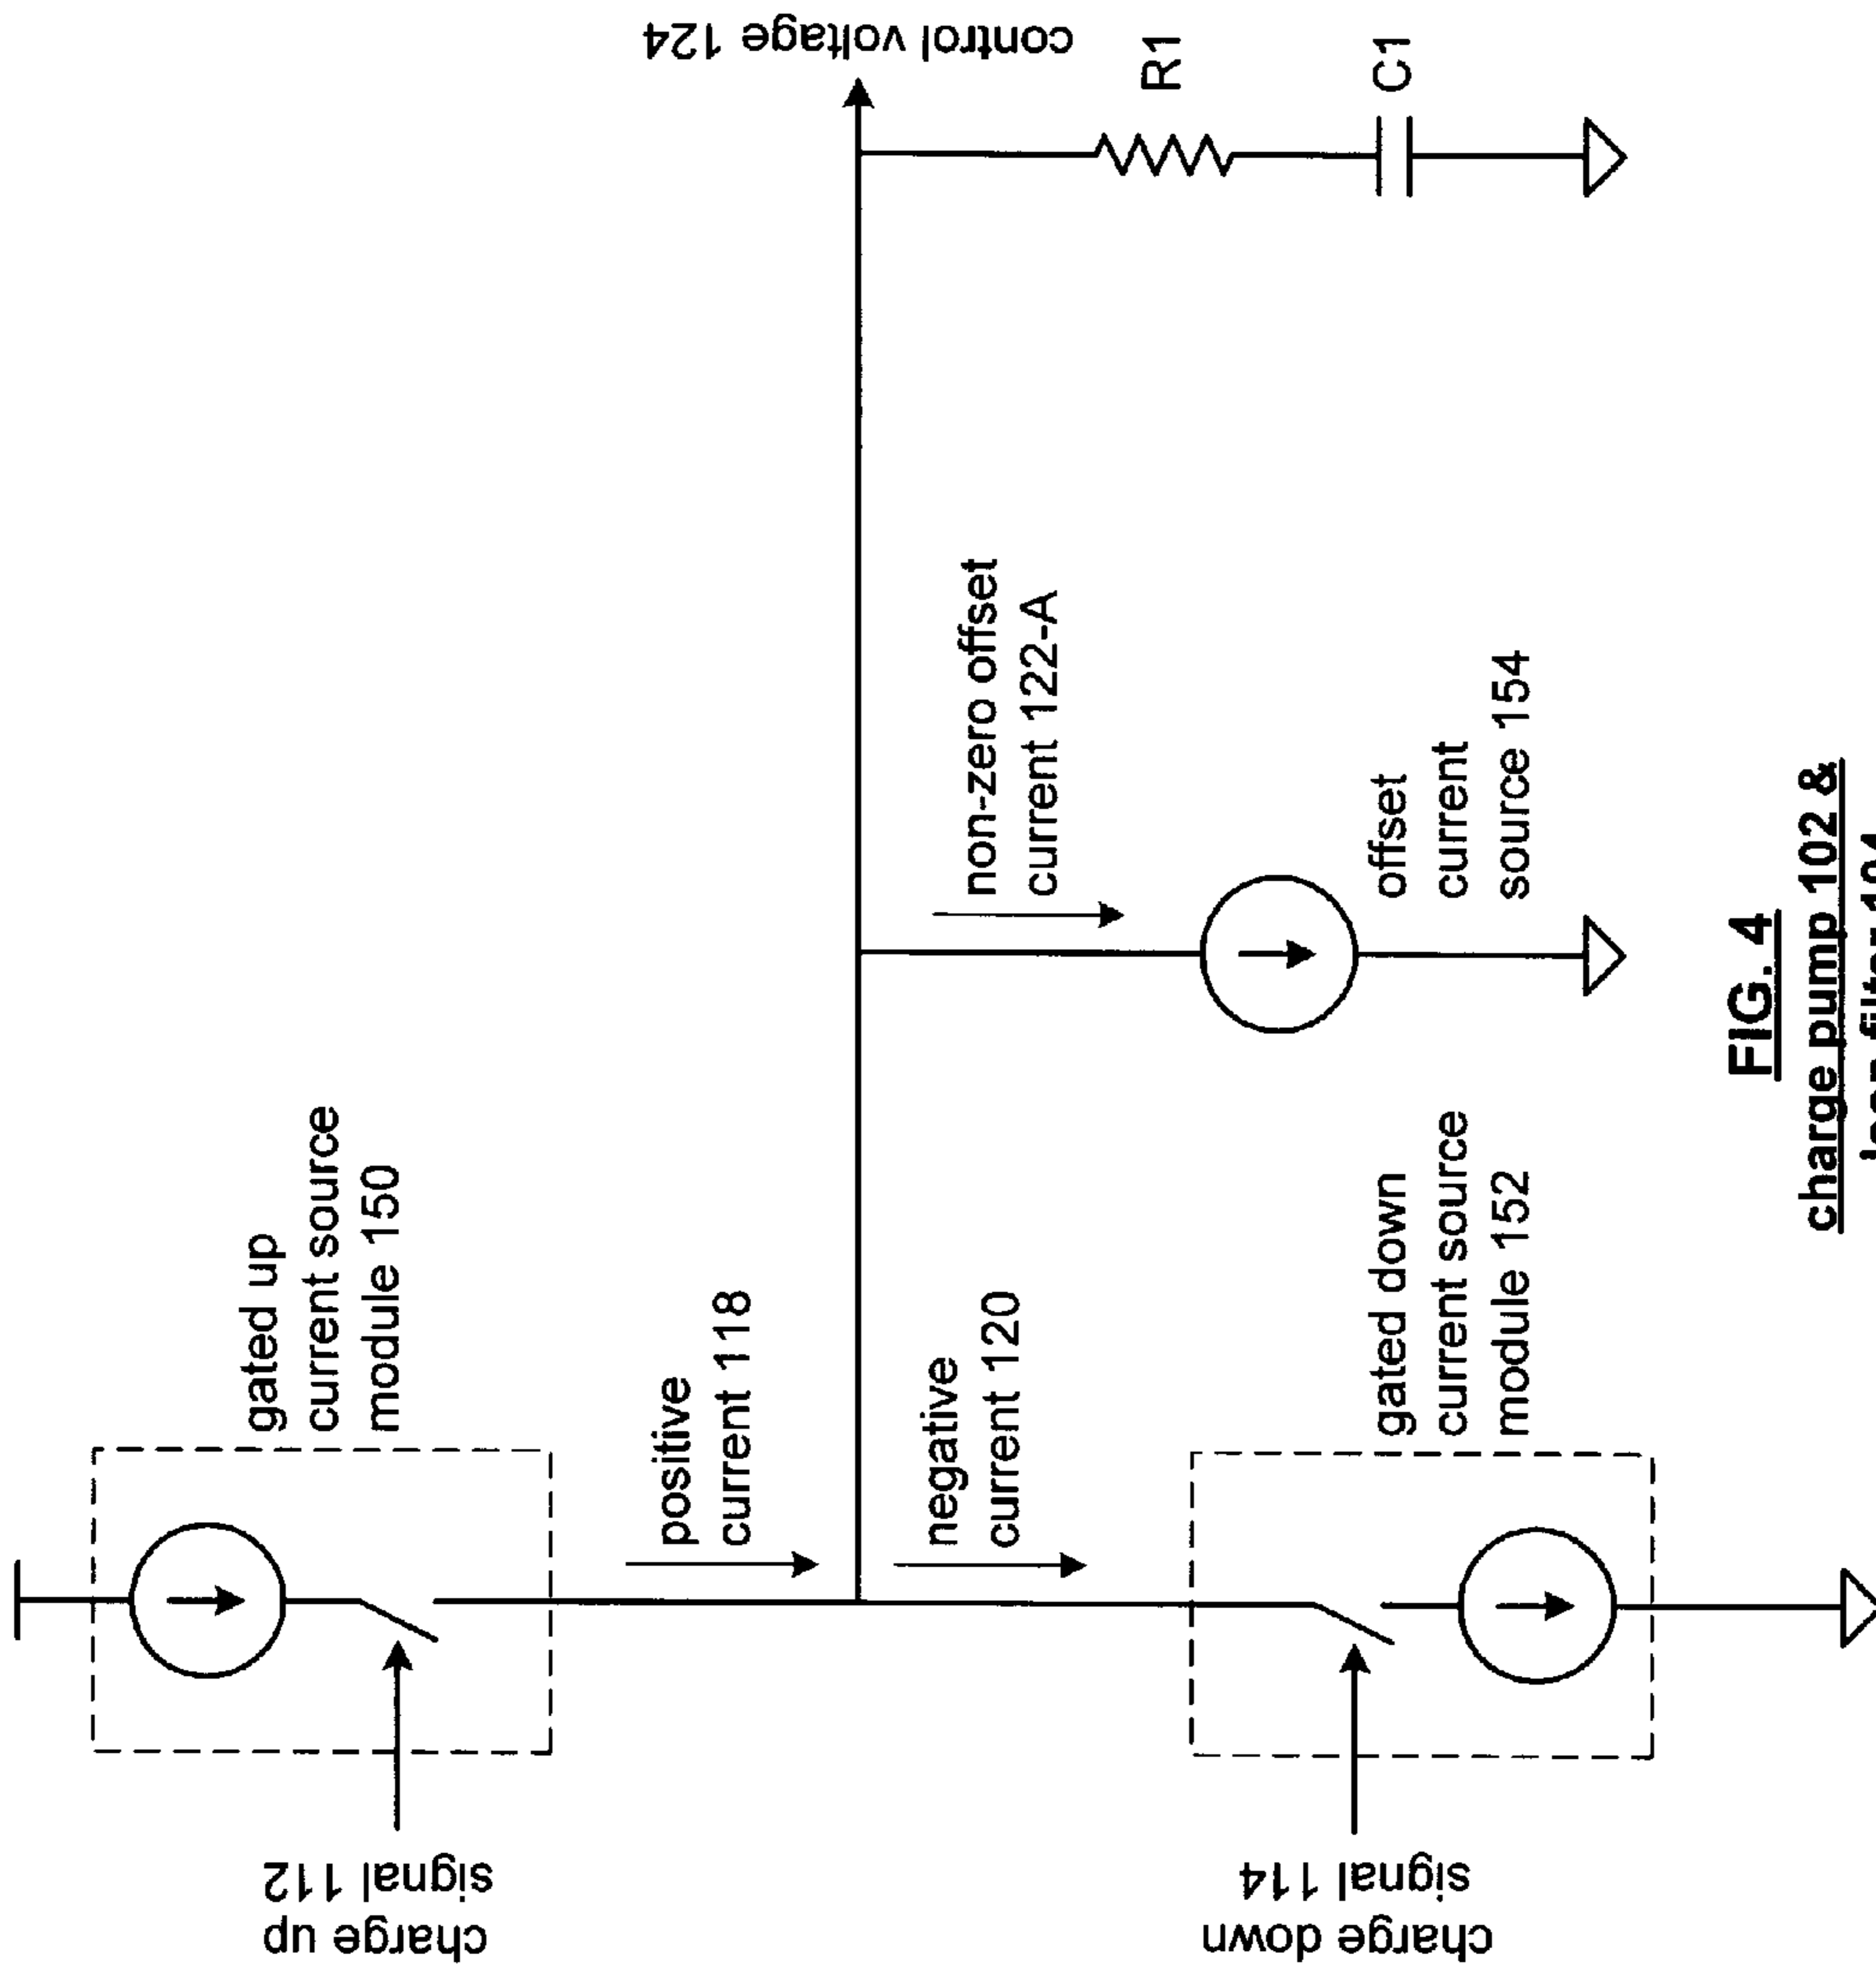 gated up
current source
module 150
charge up
signal 112
positive
current 118
control voltage 124
negative
current 120
non-zero offset
current 122-A
R1
C1
charge down
signal 114
gated down
current source
module 152
offset
current
source 154
FIG. 4
charge pump 102 &